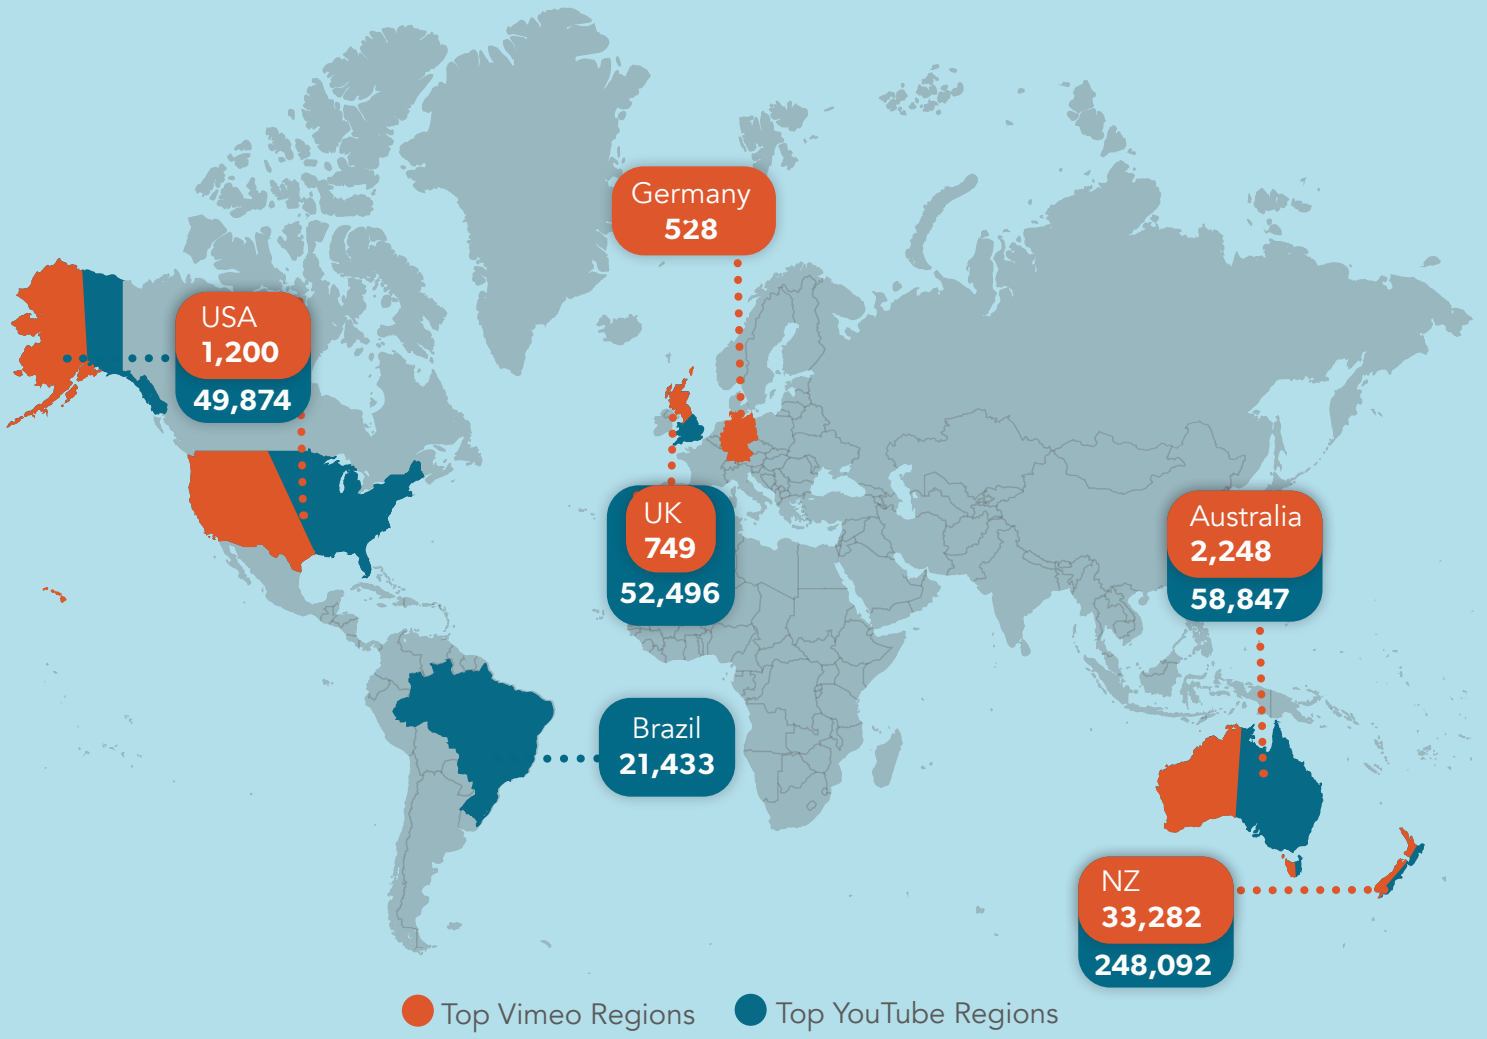 Germany
528
USA
1,200
49,874
UK
749
52,496
Australia
2,248
58,847
Brazil
21,433
NZ
33,282
248,092
Top Vimeo Regions
Top YouTube Regions